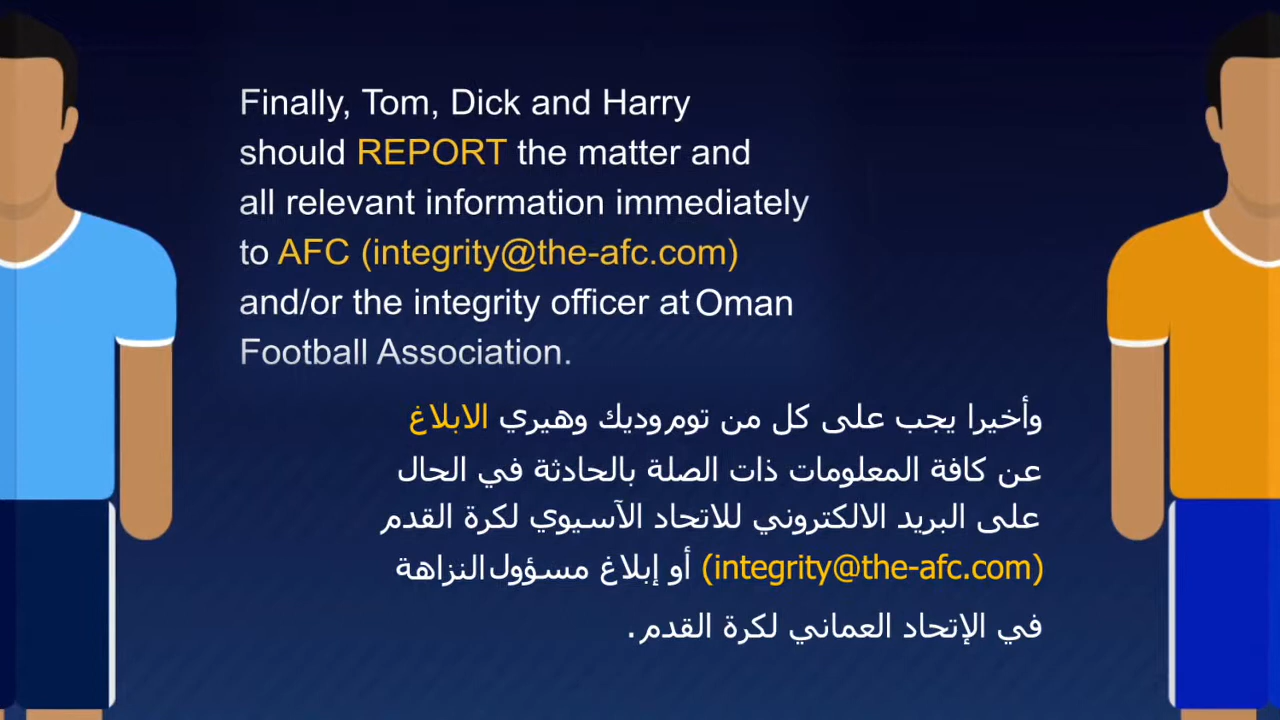 Finally, Tom, Dick and Harry
should REPORT the matter and
all relevant information immediately
to AFC (integrity@the-afc.com)
and/or the integrity officer at Oman
Football Association.
وأخيرا يجب على كل من توم وديك وهيري الابلاغ
عن كافة المعلومات ذات الصلة بالحادثة في الحال
على البريد الالكتروني للاتحاد الآسيوي لكرة القدم
(integrity@the-afc.com) أو إبلاغ مسؤول النزاهة
في الإتحاد العماني لكرة القدم.